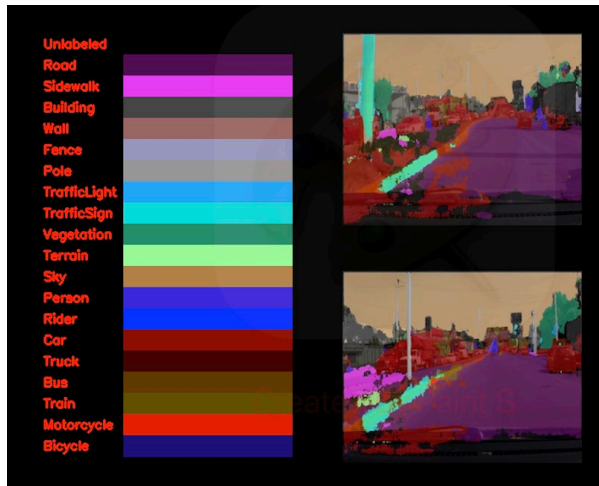 Unlabeled
Road
Sidewalk
Building
Wall
Fence
Pole
TrafficLight
TrafficSign
Vegetation
Terrain
Sky
Person
Rider
Car
Truck
Bus
Train
Motorcycle
Bicycle